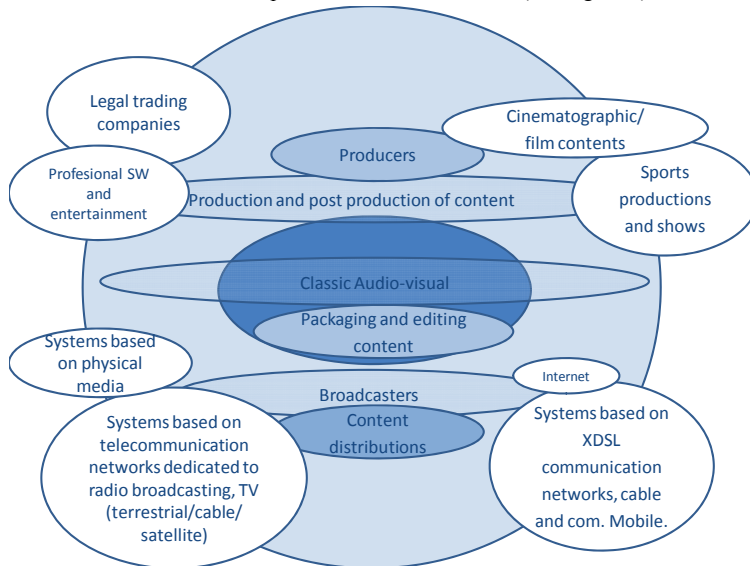 Legal trading
companies
Cinematographic/
film contents
Producers
Profesional SW
and
entertainment
Production and post production of content
Sports
productions
and shows
Classic Audio-visual
Packaging and editing
content
Systems based
on physical
media
Internet
Broadcasters
Content
distributions
Systems based on
telecommunication
networks dedicated to
radio broadcasting, TV
(terrestrial/cable/
satellite)
Systems based on
XDSL
communication
networks, cable
and com. Mobile.